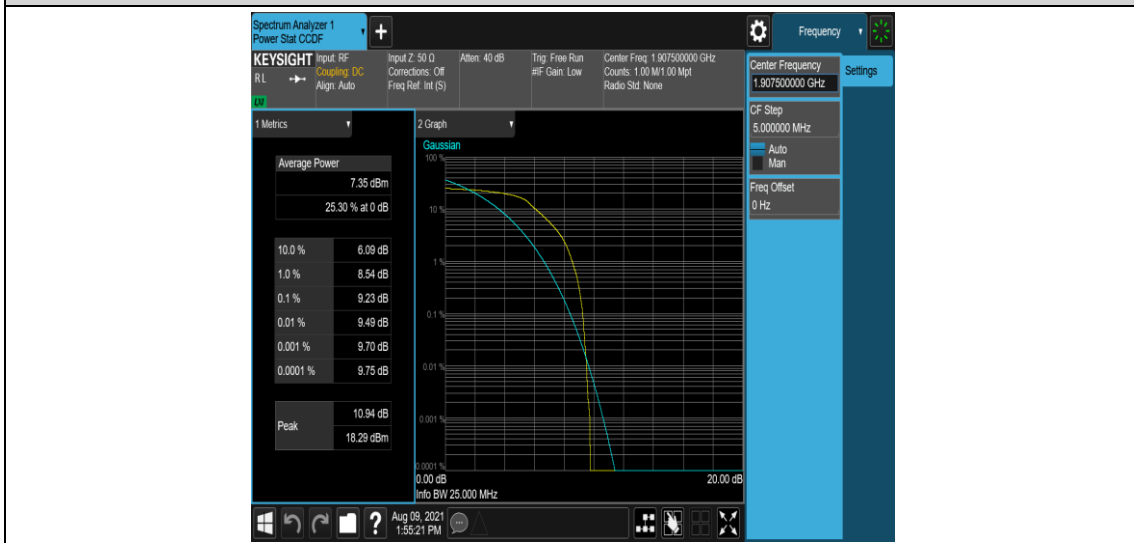 Spectrum Analyzer 1
Power Stat CCDF
+
Frequency
KEYSIGHT
RL
LXI
Input: RF
Coupling: DC
Align: Auto
Input Z: 50 Ω
Corrections: Off
Freq Ref: Int (S)
Atten: 40 dB
Trig: Free Run
#IF Gain: Low
Center Freq: 1.907500000 GHz
Counts: 1.00 M/1.00 Mpt
Radio Std: None
Center Frequency
1.907500000 GHz
Settings
CF Step
5.000000 MHz
Auto
Man
Freq Offset
0 Hz
1 Metrics
Average Power
7.35 dBm
25.30 % at 0 dB
10.0 % 6.09 dB
1.0 % 8.54 dB
0.1 % 9.23 dB
0.01 % 9.49 dB
0.001 % 9.70 dB
0.0001 % 9.75 dB
Peak 10.94 dB
18.29 dBm
2 Graph
Gaussian
100 %
10 %
1 %
0.1 %
0.01 %
0.001 %
0.0001 %
0.00 dB 20.00 dB
Info BW 25.000 MHz
?
Aug 09, 2021
1:55:21 PM